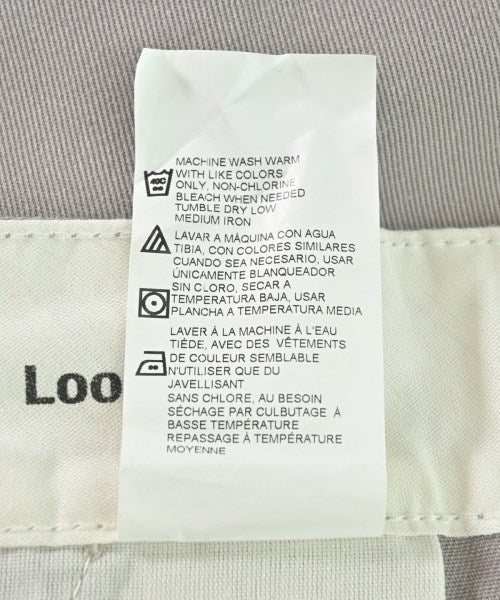 MACHINE WASH WARM
WITH LIKE COLORS
ONLY, NON-CHLORINE
BLEACH WHEN NEEDED
TUMBLE DRY LOW
MEDIUM IRON
40C
LAVAR A MÁQUINA CON AGUA
TIBIA, CON COLORES SIMILARES
CUANDO SEA NECESARIO, USAR
ÚNICAMENTE BLANQUEADOR
SIN CLORO, SECAR A
TEMPERATURA BAJA, USAR
PLANCHA A TEMPERATURA MEDIA
LAVER À LA MACHINE À L'EAU
TIÈDE, AVEC DES VÊTEMENTS
DE COULEUR SEMBLABLE
N'UTILISER QUE DU
JAVELLISANT
SANS CHLORE, AU BESOIN
SÉCHAGE PAR CULBUTAGE À
BASSE TEMPÉRATURE
REPASSAGE À TEMPÉRATURE
MOYENNE
Loo